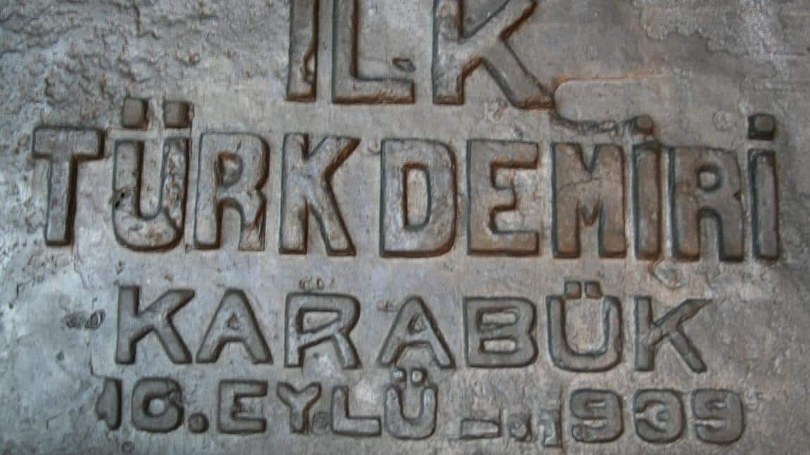 İLK
TÜRK DEMİRİ
KARABÜK
10.EYLÜL.1939